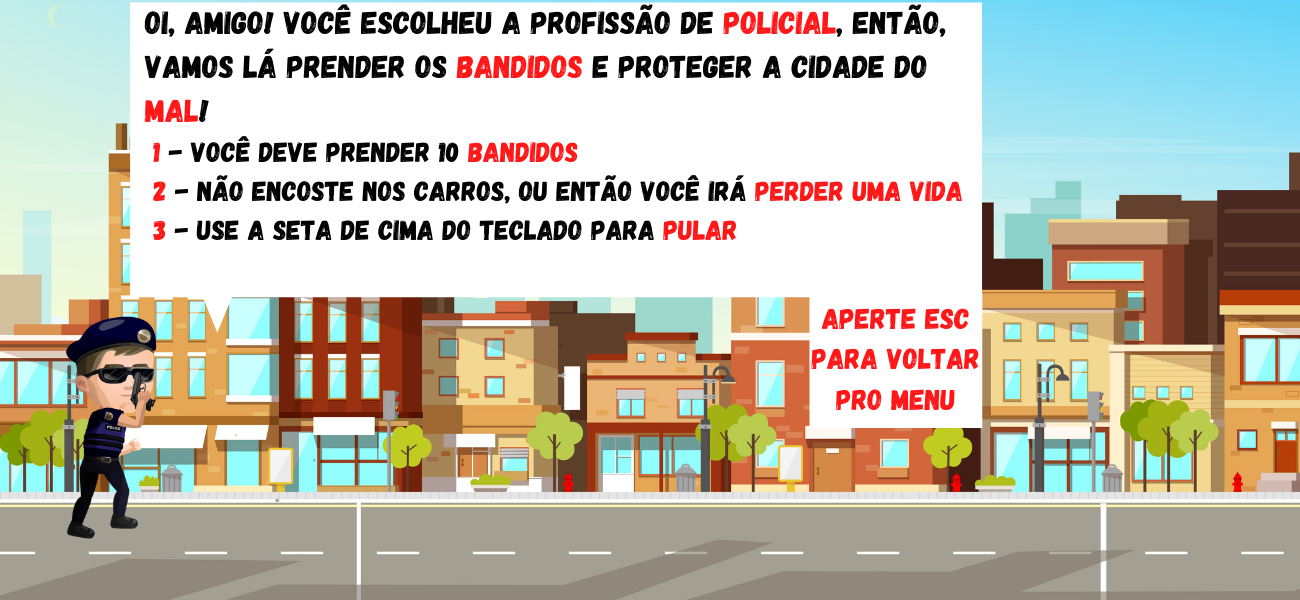 OI, AMIGO! VOCÊ ESCOLHEU A PROFISSÃO DE POLICIAL, ENTÃO,
VAMOS LÁ PRENDER OS BANDIDOS E PROTEGER A CIDADE DO
MAL!
1 - VOCÊ DEVE PRENDER 10 BANDIDOS
2 - NÃO ENCOSTE NOS CARROS, OU ENTÃO VOCÊ IRÁ PERDER UMA VIDA
3 - USE A SETA DE CIMA DO TECLADO PARA PULAR
APERTE ESC
PARA VOLTAR
PRO MENU
POLICE